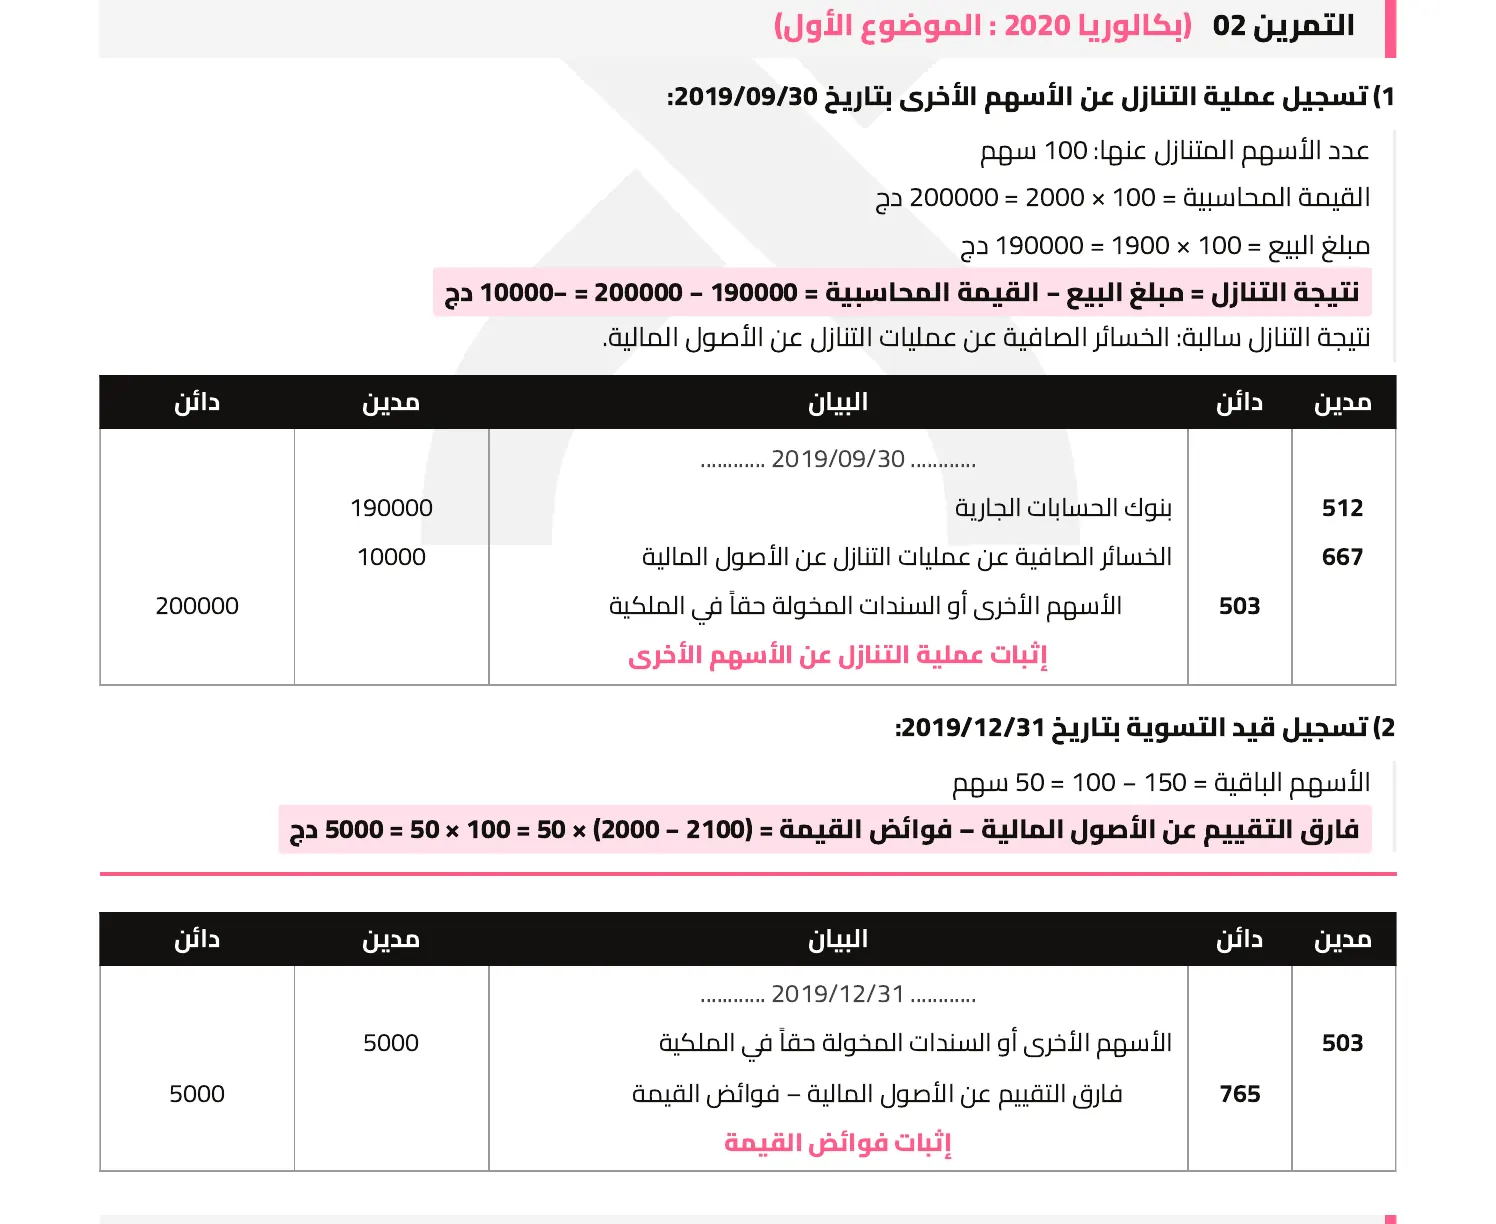 التمرين 02 (بكالوريا 2020 : الموضوع الأول)
1) تسجيل عملية التنازل عن الأسهم الأخرى بتاريخ 2019/09/30:
عدد الأسهم المتنازل عنها: 100 سهم
القيمة المحاسبية = 100 × 2000 = 200000 دج
مبلغ البيع = 100 × 1900 = 190000 دج
نتيجة التنازل = مبلغ البيع – القيمة المحاسبية = 190000 – 200000 = –10000 دج
نتيجة التنازل سالبة: الخسائر الصافية عن عمليات التنازل عن الأصول المالية.
مدين دائن البيان مدين دائن
............ 2019/09/30 ............
512 بنوك الحسابات الجارية 190000
667 الخسائر الصافية عن عمليات التنازل عن الأصول المالية 10000
503 الأسهم الأخرى أو السندات المخولة حقاً في الملكية 200000
إثبات عملية التنازل عن الأسهم الأخرى
2) تسجيل قيد التسوية بتاريخ 2019/12/31:
الأسهم الباقية = 150 – 100 = 50 سهم
فارق التقييم عن الأصول المالية – فوائض القيمة = (2100 – 2000) × 50 = 100 × 50 = 5000 دج
مدين دائن البيان مدين دائن
............ 2019/12/31 ............
503 الأسهم الأخرى أو السندات المخولة حقاً في الملكية 5000
765 فارق التقييم عن الأصول المالية – فوائض القيمة 5000
إثبات فوائض القيمة